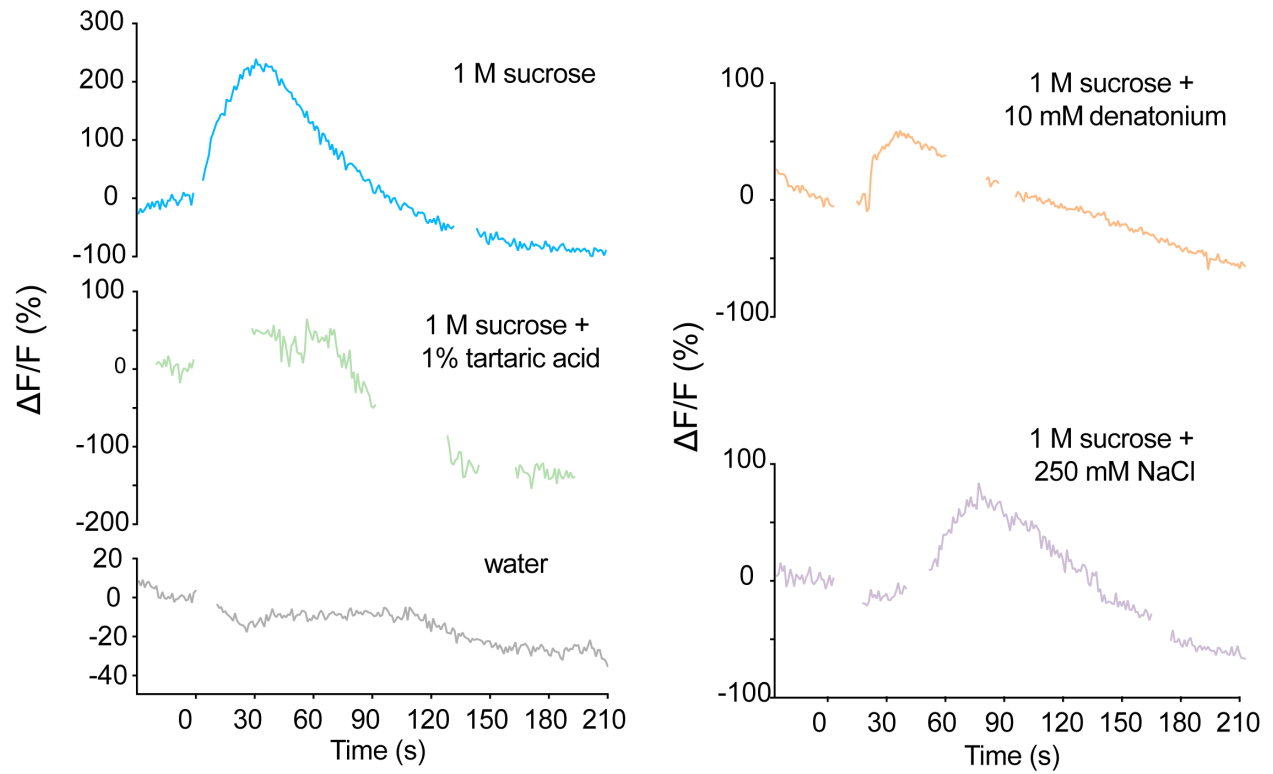 300
200
100
0
-100
1 M sucrose
ΔF/F (%)
100
0
-100
-200
1 M sucrose +
1% tartaric acid
20
0
-20
-40
water
0 30 60 90 120 150 180 210
Time (s)
100
0
-100
1 M sucrose +
10 mM denatonium
ΔF/F (%)
100
0
-100
1 M sucrose +
250 mM NaCl
0 30 60 90 120 150 180 210
Time (s)